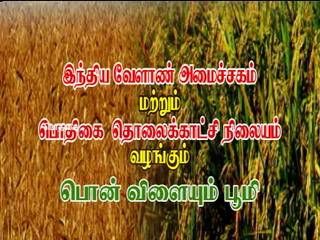 இந்திய வேளாண் அமைச்சகம்
மற்றும்
பொதிகை தொலைக்காட்சி நிலையம்
வழங்கும்
பொன் விளையும் பூமி